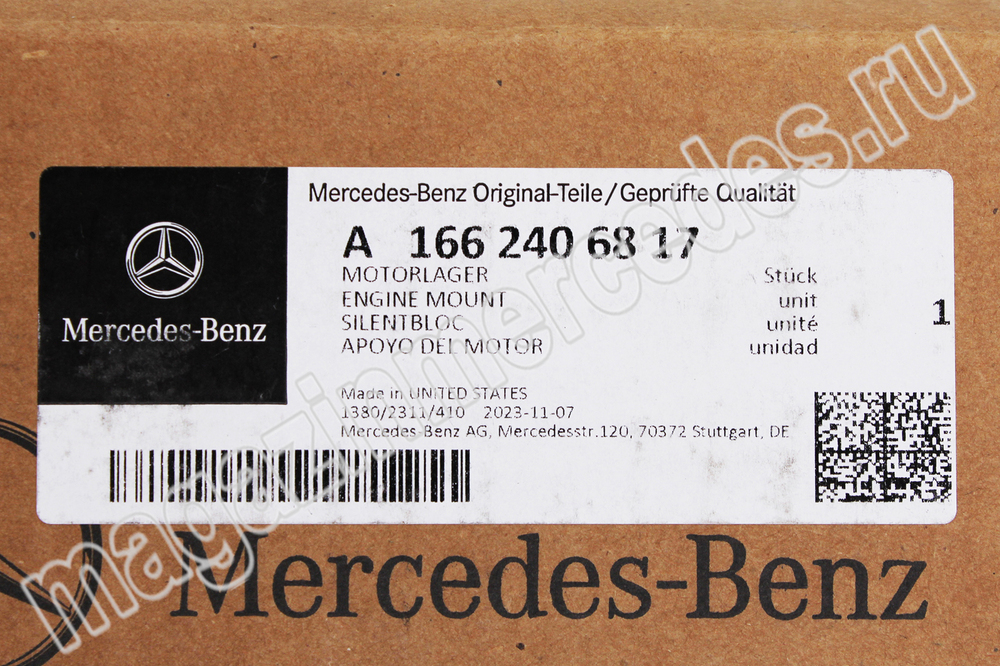 Mercedes-Benz Original-Teile/Geprüfte Qualität
A 166 240 68 17
MOTORLAGER Stück
ENGINE MOUNT unit
SILENTBLOC unité 1
APOYO DEL MOTOR unidad
Mercedes-Benz
Made in UNITED STATES
1380/2311/410 2023-11-07
Mercedes-Benz AG, Mercedesstr.120, 70372 Stuttgart, DE
Mercedes-Benz
magazinmercedes.ru